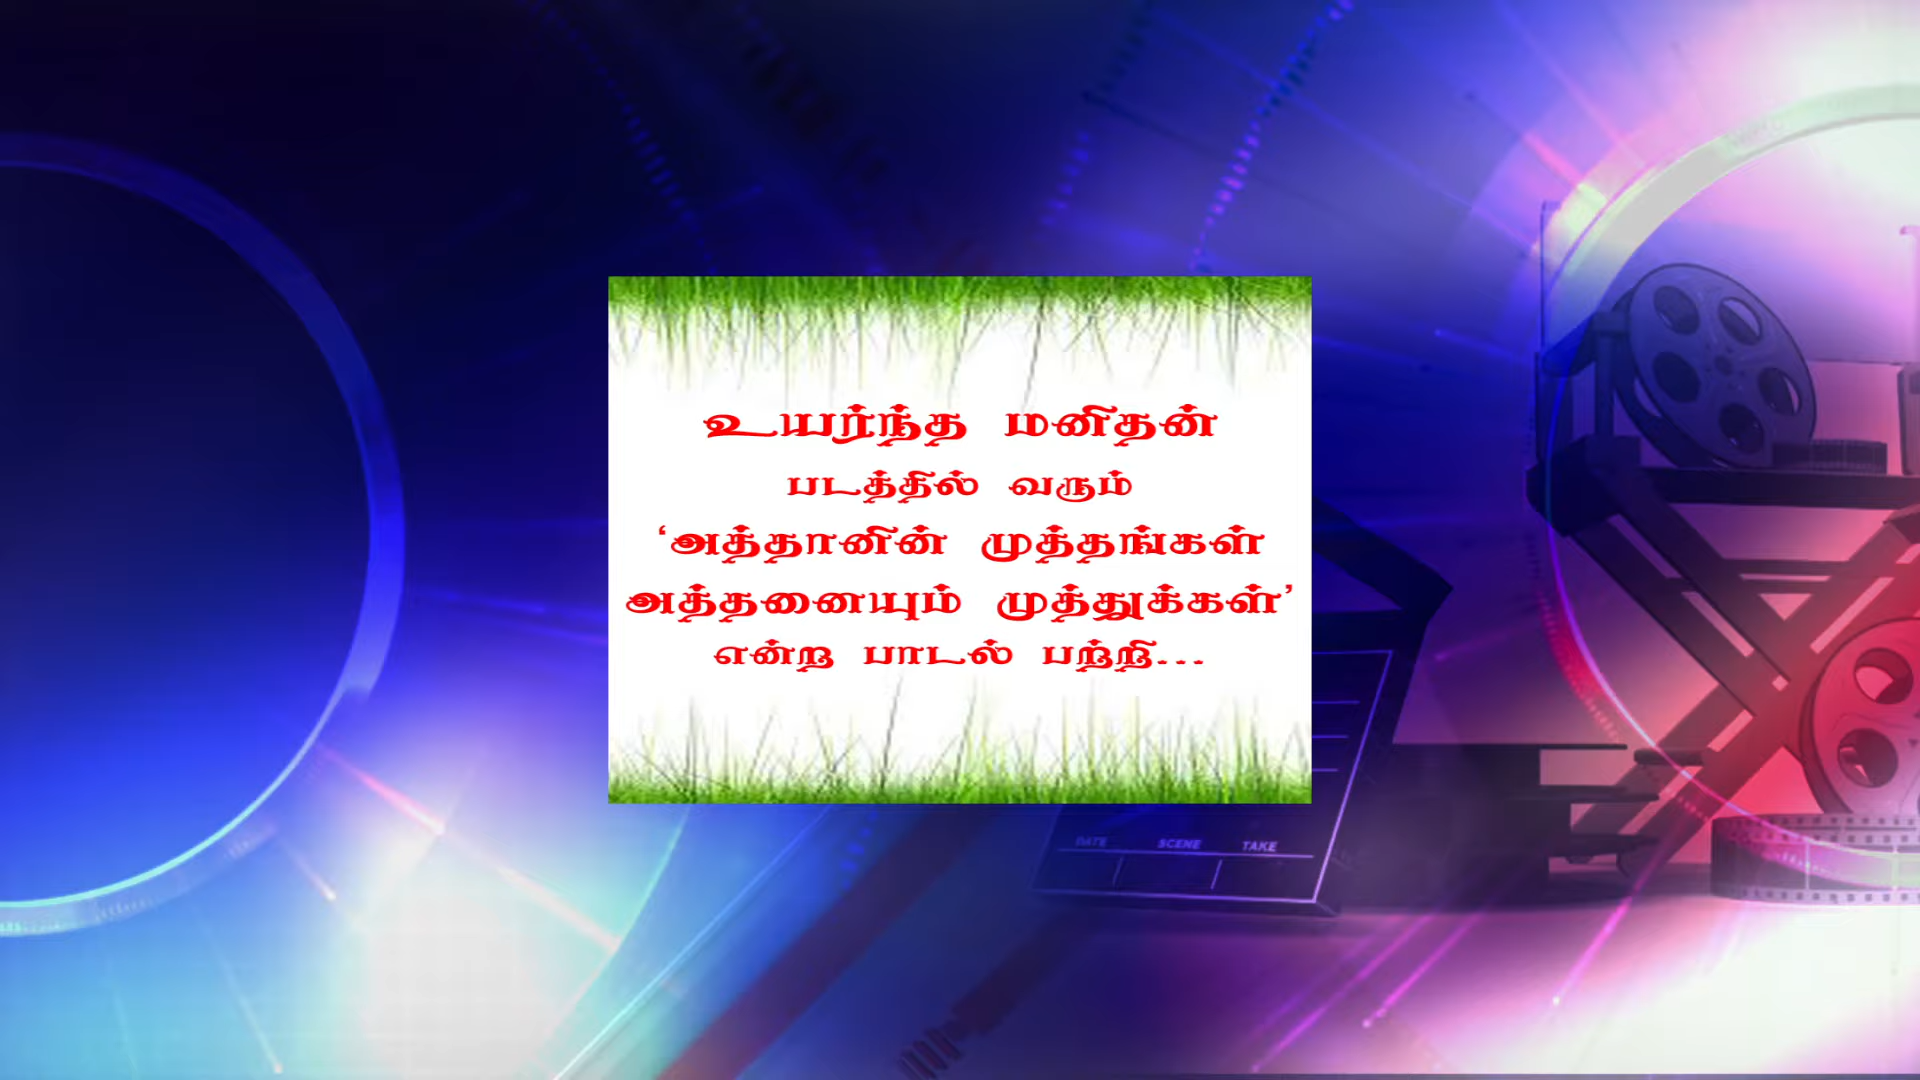 உயர்ந்த மனிதன்
படத்தில் வரும்
‘அத்தானின் முத்தங்கள்
அத்தனையும் முத்துக்கள்’
என்ற பாடல் பற்றி...
DATE SCENE TAKE